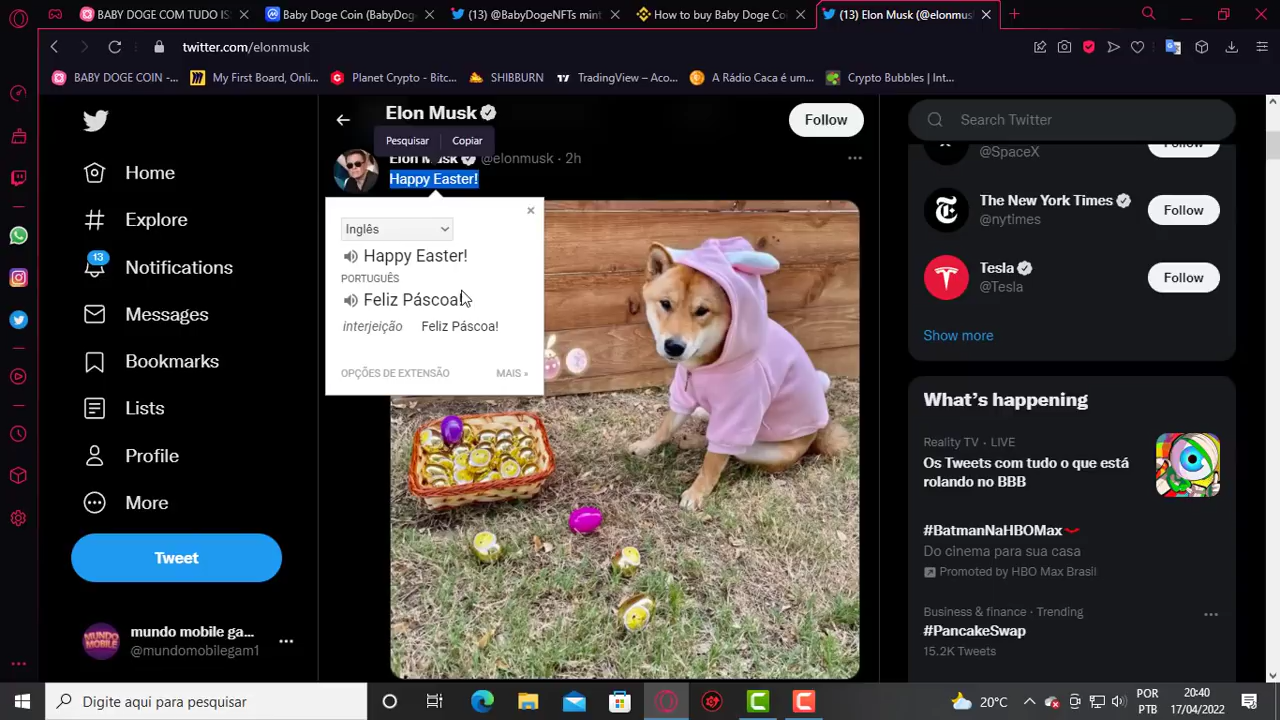 BABY DOGE COM TUDO IS
Baby Doge Coin (BabyDog
(13) @BabyDogeNFTs mint
How to buy Baby Doge Co
(13) Elon Musk (@elonmus
twitter.com/elonmusk
BABY DOGE COIN -...
My First Board, Onli...
Planet Crypto - Bitc...
SHIBBURN
TradingView – Aco...
A Rádio Caca é um...
Crypto Bubbles | Int...
Elon Musk
Follow
Search Twitter
Pesquisar
Copiar
Elon Musk @elonmusk · 2h
Happy Easter!
Inglês
Happy Easter!
PORTUGUÊS
Feliz Páscoa!
interjeição Feliz Páscoa!
OPÇÕES DE EXTENSÃO
MAIS »
Home
Explore
13
Notifications
Messages
Bookmarks
Lists
Profile
More
Tweet
mundo mobile ga...
@mundomobilegam1
MUNDO
MOBILE
@SpaceX
Follow
The New York Times
@nytimes
Follow
Tesla
@Tesla
Follow
Show more
What's happening
Reality TV · LIVE
Os Tweets com tudo o que está
rolando no BBB
#BatmanNaHBOMax
Do cinema para sua casa
Promoted by HBO Max Brasil
Business & finance · Trending
#PancakeSwap
15.2K Tweets
Digite aqui para pesquisar
20°C
POR
PTB
20:40
17/04/2022